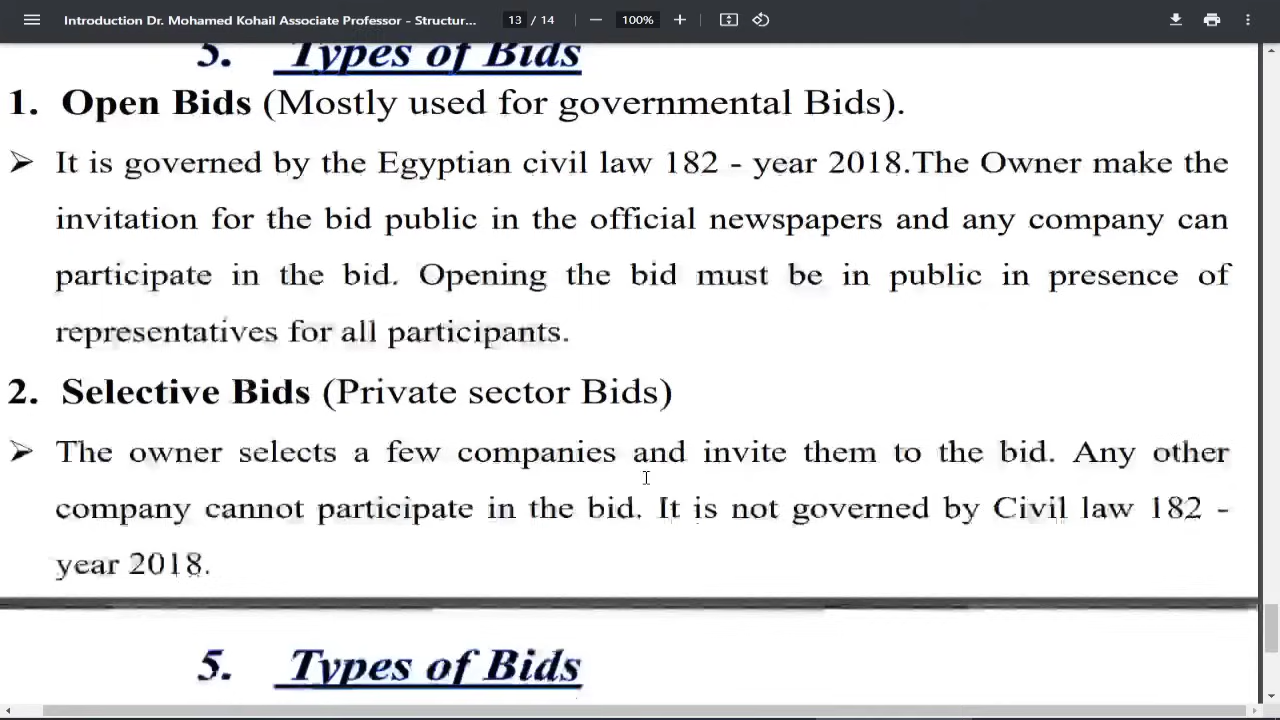 Introduction Dr. Mohamed Kohail Associate Professor - Structur...
13 / 14
100%
5. Types of Bids
1. Open Bids (Mostly used for governmental Bids).
➢ It is governed by the Egyptian civil law 182 - year 2018.The Owner make the
invitation for the bid public in the official newspapers and any company can
participate in the bid. Opening the bid must be in public in presence of
representatives for all participants.
2. Selective Bids (Private sector Bids)
➢ The owner selects a few companies and invite them to the bid. Any other
company cannot participate in the bid. It is not governed by Civil law 182 -
year 2018.
5. Types of Bids